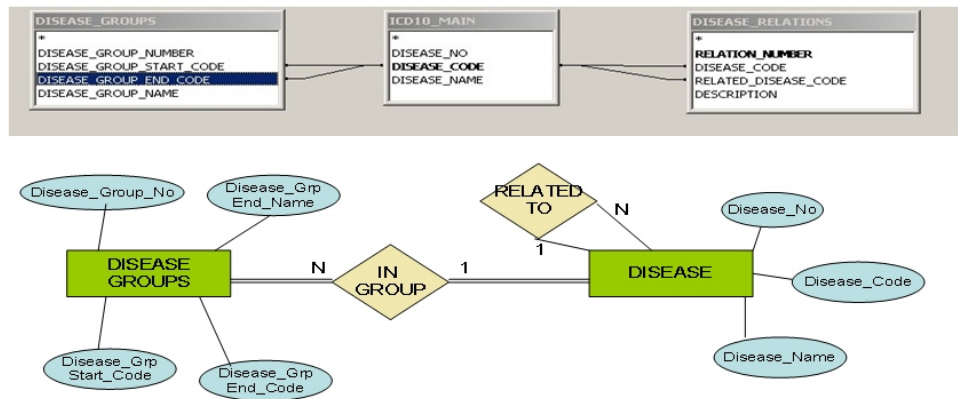 DISEASE_GROUPS
*
DISEASE_GROUP_NUMBER
DISEASE_GROUP_START_CODE
DISEASE_GROUP_END_CODE
DISEASE_GROUP_NAME
ICD10_MAIN
*
DISEASE_NO
DISEASE_CODE
DISEASE_NAME
DISEASE_RELATIONS
*
RELATION_NUMBER
DISEASE_CODE
RELATED_DISEASE_CODE
DESCRIPTION
Disease_Group_No
Disease_Grp
End_Name
RELATED
TO
N
1
Disease_No
DISEASE
GROUPS
N
IN
GROUP
1
DISEASE
Disease_Code
Disease_Grp
Start_Code
Disease_Grp
End_Code
Disease_Name